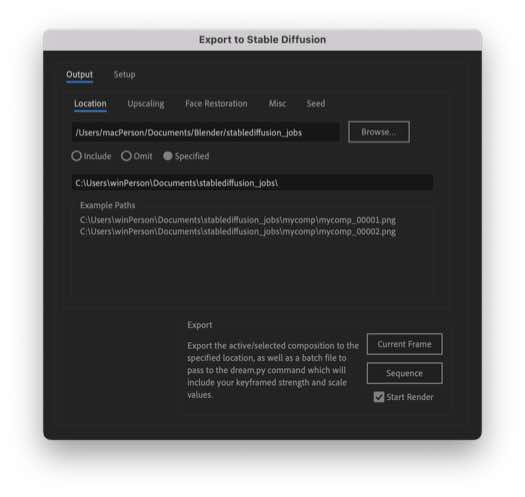 Export to Stable Diffusion
Output Setup
Location Upscaling Face Restoration Misc Seed
/Users/macPerson/Documents/Blender/stablediffusion_jobs Browse...
Include Omit Specified
C:\Users\winPerson\Documents\stablediffusion_jobs\
Example Paths
C:\Users\winPerson\Documents\stablediffusion_jobs\mycomp\mycomp_00001.png
C:\Users\winPerson\Documents\stablediffusion_jobs\mycomp\mycomp_00002.png
Export
Export the active/selected composition to the
specified location, as well as a batch file to
pass to the dream.py command which will
include your keyframed strength and scale
values.
Current Frame
Sequence
Start Render